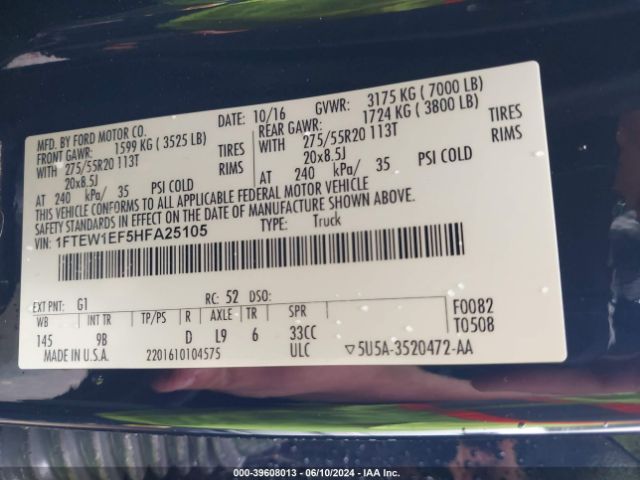 MFD. BY FORD MOTOR CO. DATE: 10/16 GVWR: 3175 KG ( 7000 LB)
FRONT GAWR: 1599 KG ( 3525 LB) REAR GAWR: 1724 KG ( 3800 LB)
WITH 275/55R20 113T TIRES WITH 275/55R20 113T TIRES
20x8.5J RIMS 20x8.5J RIMS
AT 240 kPa/ 35 PSI COLD AT 240 kPa/ 35 PSI COLD
THIS VEHICLE CONFORMS TO ALL APPLICABLE FEDERAL MOTOR VEHICLE
SAFETY STANDARDS IN EFFECT ON THE DATE OF MANUFACTURE SHOWN ABOVE.
VIN: 1FTEW1EF5HFA25105 TYPE: Truck
EXT PNT: G1 RC: 52 DSO:
WB INT TR TP/PS R AXLE TR SPR F0082
145 9B D L9 6 33CC T0508
MADE IN U.S.A. 2201610104575 ULC ▽5U5A-3520472-AA
000-39608013 - 06/10/2024 - IAA Inc.